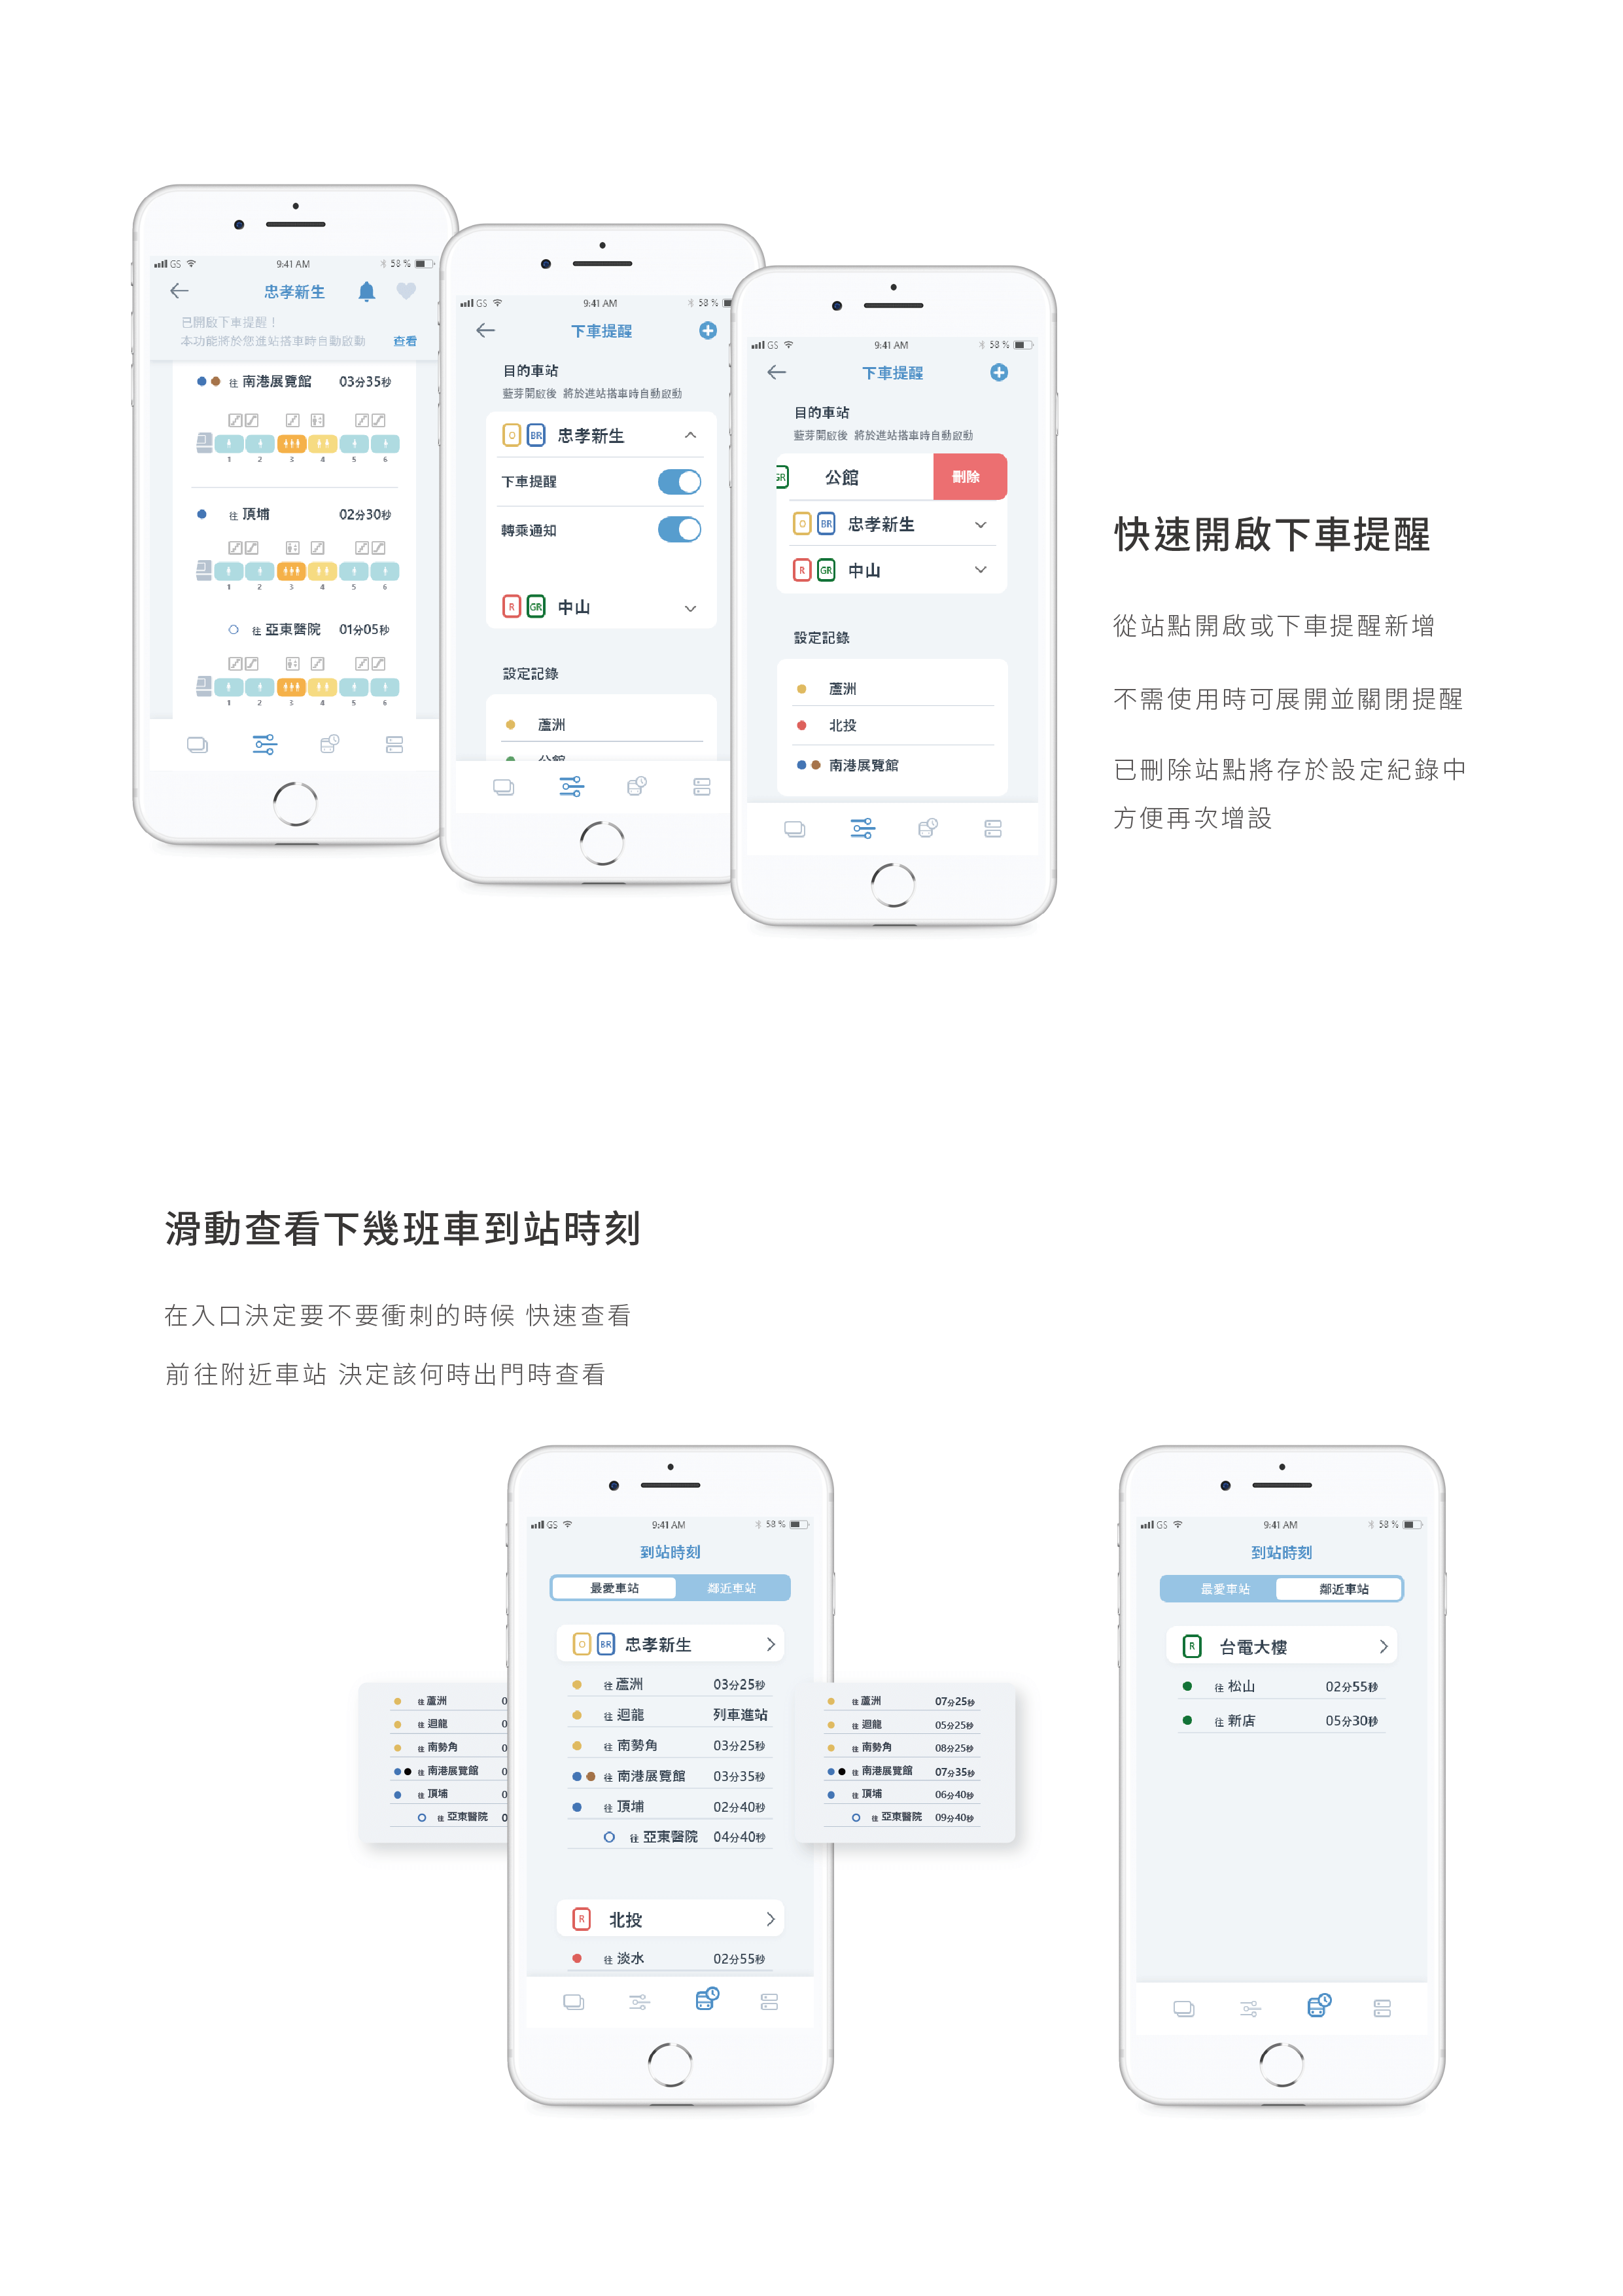 GS 9:41 AM 58 %
忠孝新生
已開啟下車提醒！
本功能將於您進站搭車時自動啟動 查看
往 南港展覽館 03分35秒
1 2 3 4 5 6
往 頂埔 02分30秒
1 2 3 4 5 6
往 亞東醫院 01分05秒
1 2 3 4 5 6
GS 9:41 AM 58 %
下車提醒
目的車站
藍芽開啟後 將於進站搭車時自動啟動
O BR 忠孝新生
下車提醒
轉乘通知
R GR 中山
設定記錄
蘆洲
公館
GS 9:41 AM 58 %
下車提醒
目的車站
藍芽開啟後 將於進站搭車時自動啟動
GR 公館 刪除
O BR 忠孝新生
R GR 中山
設定記錄
蘆洲
北投
南港展覽館
快速開啟下車提醒
從站點開啟或下車提醒新增
不需使用時可展開並關閉提醒
已刪除站點將存於設定紀錄中
方便再次增設
滑動查看下幾班車到站時刻
在入口決定要不要衝刺的時候 快速查看
前往附近車站 決定該何時出門時查看
往 蘆洲 0
往 迴龍 0
往 南勢角 0
往 南港展覽館 0
往 頂埔 0
往 亞東醫院 0
GS 9:41 AM 58 %
到站時刻
最愛車站 鄰近車站
O BR 忠孝新生
往 蘆洲 03分25秒
往 迴龍 列車進站
往 南勢角 03分25秒
往 南港展覽館 03分35秒
往 頂埔 02分40秒
往 亞東醫院 04分40秒
R 北投
往 淡水 02分55秒
往 蘆洲 07分25秒
往 迴龍 05分25秒
往 南勢角 08分25秒
往 南港展覽館 07分35秒
往 頂埔 06分40秒
往 亞東醫院 09分40秒
GS 9:41 AM 58 %
到站時刻
最愛車站 鄰近車站
R 台電大樓
往 松山 02分55秒
往 新店 05分30秒